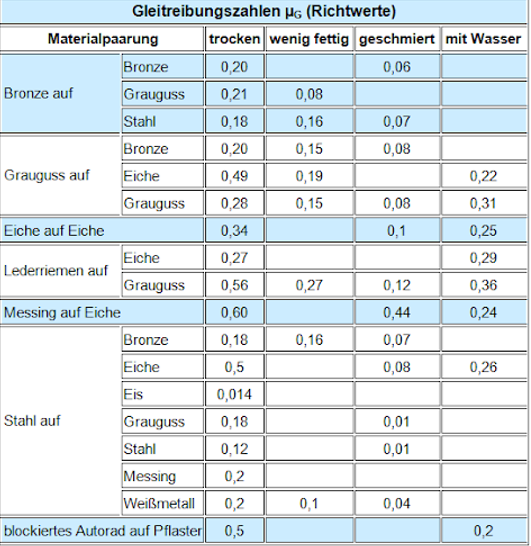 Gleitreibungszahlen µG (Richtwerte)
Materialpaarung trocken wenig fettig geschmiert mit Wasser
Bronze auf Bronze 0,20 0,06
Grauguss 0,21 0,08
Stahl 0,18 0,16 0,07
Grauguss auf Bronze 0,20 0,15 0,08
Eiche 0,49 0,19 0,22
Grauguss 0,28 0,15 0,08 0,31
Eiche auf Eiche 0,34 0,1 0,25
Lederriemen auf Eiche 0,27 0,29
Grauguss 0,56 0,27 0,12 0,36
Messing auf Eiche 0,60 0,44 0,24
Stahl auf Bronze 0,18 0,16 0,07
Eiche 0,5 0,08 0,26
Eis 0,014
Grauguss 0,18 0,01
Stahl 0,12 0,01
Messing 0,2
Weißmetall 0,2 0,1 0,04
blockiertes Autorad auf Pflaster 0,5 0,2